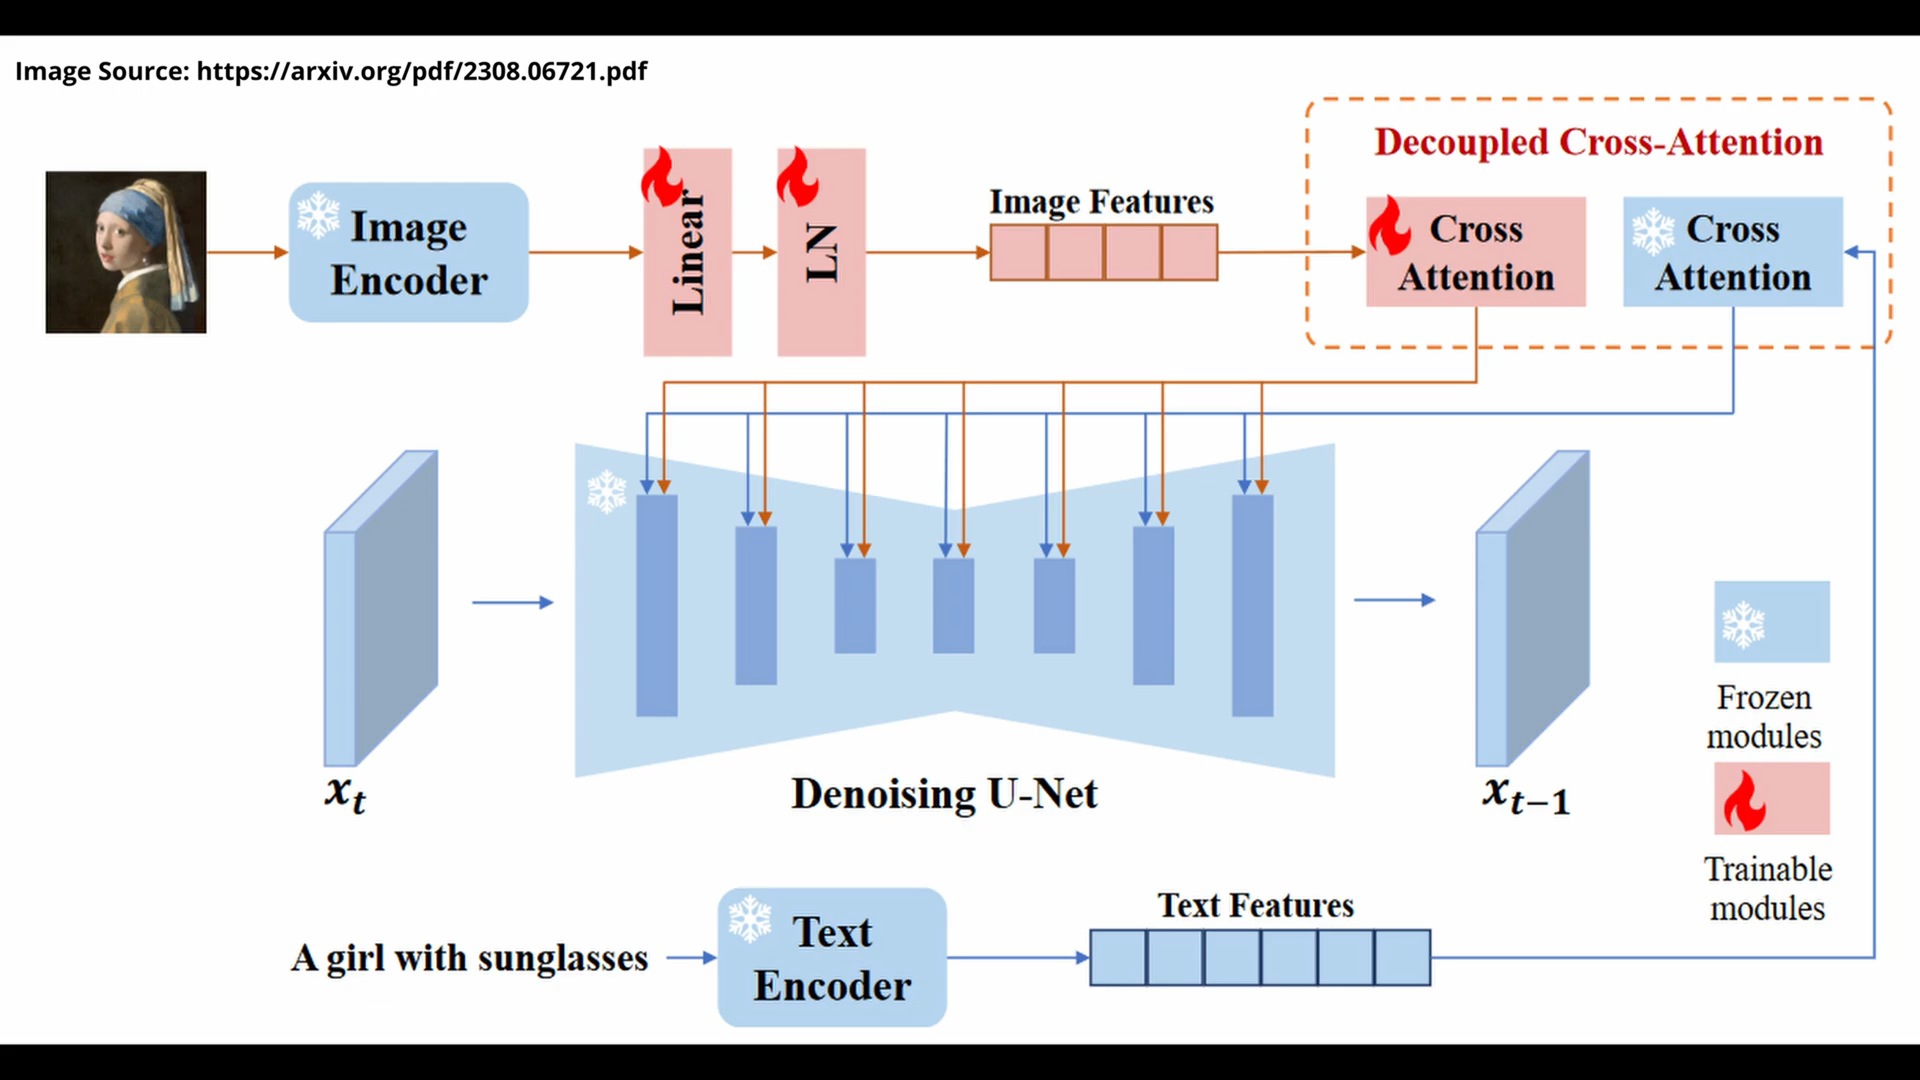 Image Source: https://arxiv.org/pdf/2308.06721.pdf
Decoupled Cross-Attention
Image
Encoder
Linear
LN
Image Features
Cross
Attention
Cross
Attention
x_t
Denoising U-Net
x_{t-1}
Frozen
modules
Trainable
modules
A girl with sunglasses
Text
Encoder
Text Features